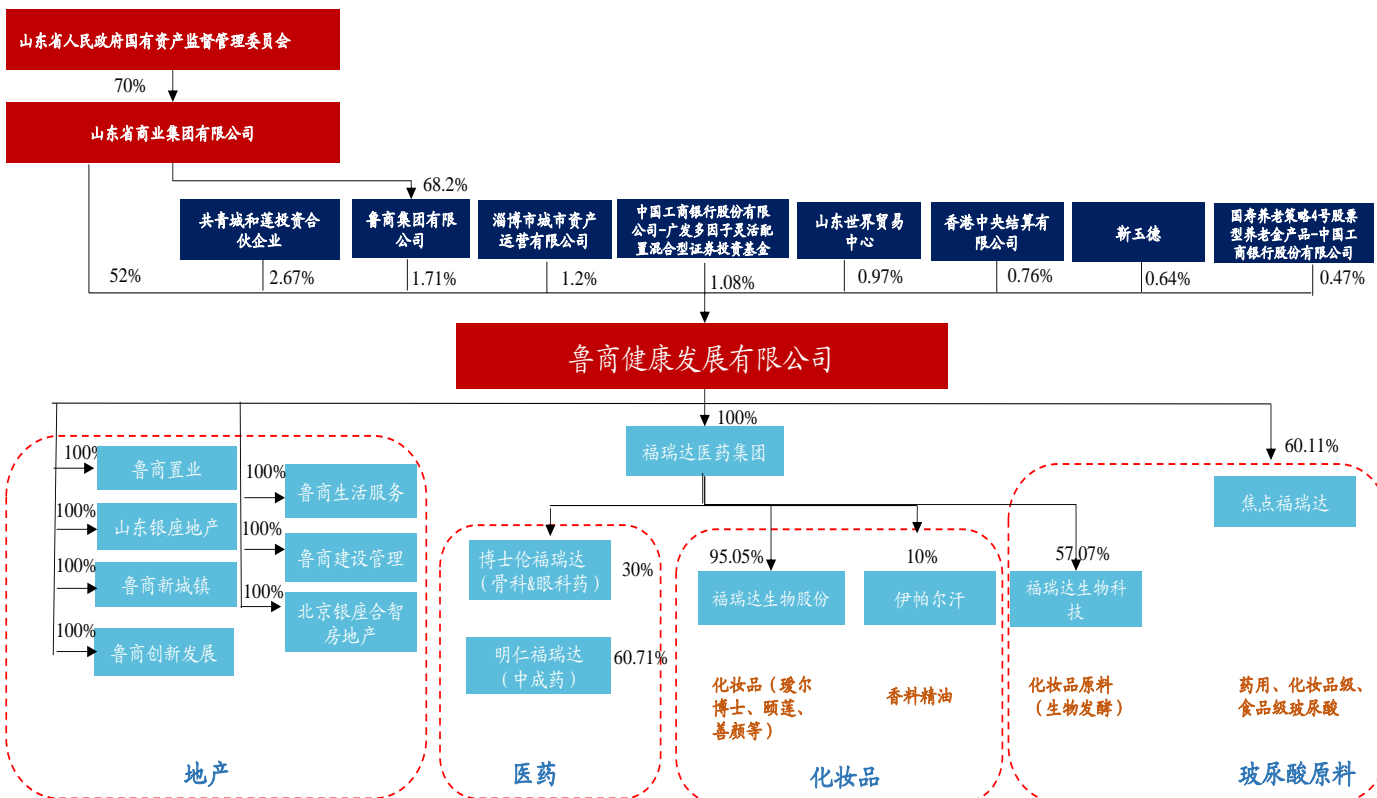 山东省人民政府国有资产监督管理委员会
70%
山东省商业集团有限公司
68.2%
共青城和莲投资合
伙企业
鲁商集团有限
公司
淄博市城市资产
运营有限公司
中国工商银行股份有限
公司-广发多因子灵活配
置混合型证券投资基金
山东世界贸易
中心
香港中央结算有
限公司
靳玉德
国寿养老策略4号股票
型养老金产品-中国工
商银行股份有限公司
52%
2.67%
1.71%
1.2%
1.08%
0.97%
0.76%
0.64%
0.47%
鲁商健康发展有限公司
100%
福瑞达医药集团
60.11%
焦点福瑞达
100%
鲁商置业
100%
鲁商生活服务
100%
山东银座地产
100%
鲁商建设管理
100%
鲁商新城镇
100%
北京银座合智
房地产
100%
鲁商创新发展
博士伦福瑞达
（骨科&眼科药）
30%
明仁福瑞达
（中成药）
60.71%
95.05%
福瑞达生物股份
10%
伊帕尔汗
57.07%
福瑞达生物科
技
化妆品（瑷尔
博士、颐莲、
善颜等）
香料精油
化妆品原料
（生物发酵）
药用、化妆品级、
食品级玻尿酸
地产
医药
化妆品
玻尿酸原料